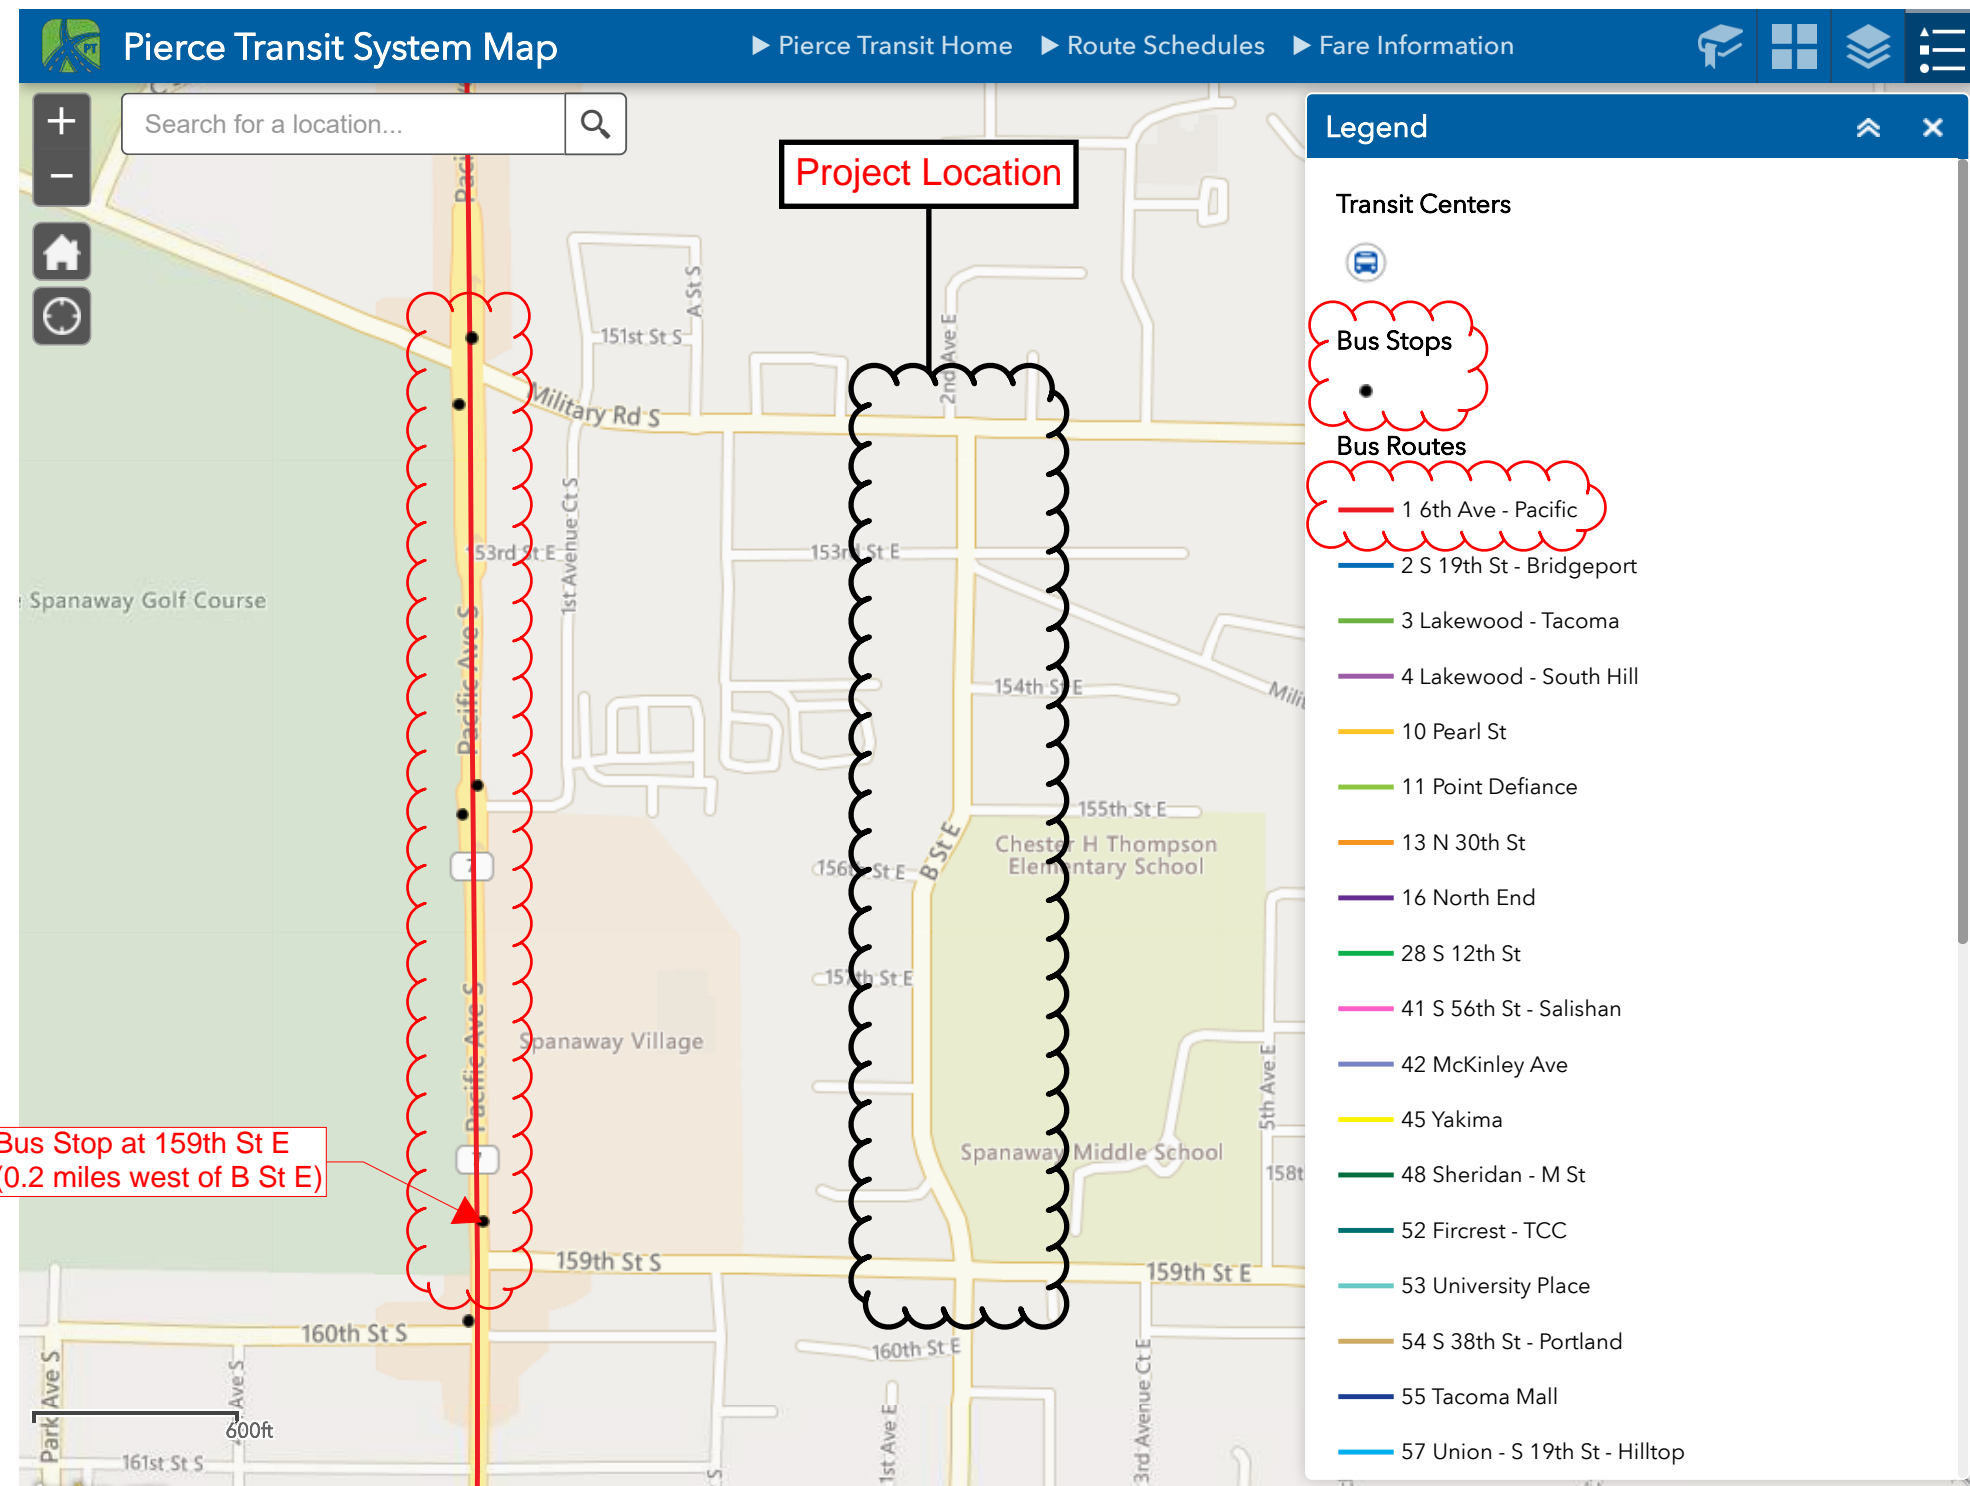 PT
Pierce Transit System Map
Pierce Transit Home
Route Schedules
Fare Information
Search for a location...
Legend
Transit Centers
Bus Stops
Bus Routes
1 6th Ave - Pacific
2 S 19th St - Bridgeport
3 Lakewood - Tacoma
4 Lakewood - South Hill
10 Pearl St
11 Point Defiance
13 N 30th St
16 North End
28 S 12th St
41 S 56th St - Salishan
42 McKinley Ave
45 Yakima
48 Sheridan - M St
52 Fircrest - TCC
53 University Place
54 S 38th St - Portland
55 Tacoma Mall
57 Union - S 19th St - Hilltop
Project Location
A St S
151st St S
2nd Ave E
Military Rd S
1st Avenue Ct S
153rd St E
153rd St E
Spanaway Golf Course
Pacific Ave S
154th St E
155th St E
B St E
Chester H Thompson
Elementary School
156th St E
7
157th St E
Pacific Ave S
Spanaway Village
5th Ave E
Bus Stop at 159th St E
(0.2 miles west of B St E)
Spanaway Middle School
159th St S
159th St E
160th St S
160th St E
Park Ave S
Ave S
600ft
161st St S
1st Ave E
3rd Avenue Ct E